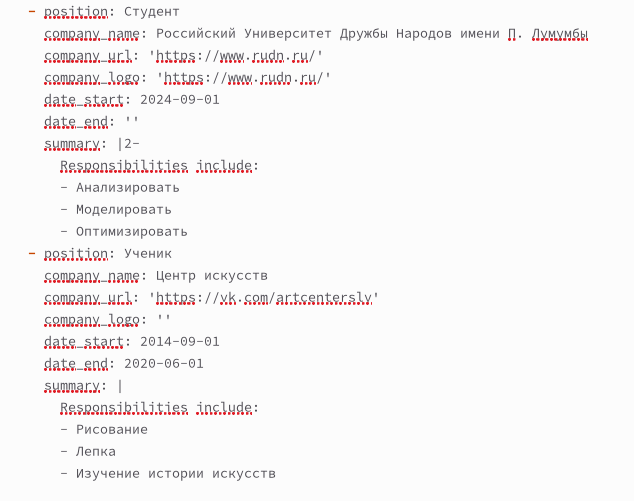 - position: Студент
company_name: Российский Университет Дружбы Народов имени П. Лумумбы
company_url: 'https://www.rudn.ru/'
company_logo: 'https://www.rudn.ru/'
date_start: 2024-09-01
date_end: ''
summary: |2-
Responsibilities include:
- Анализировать
- Моделировать
- Оптимизировать
- position: Ученик
company_name: Центр искусств
company_url: 'https://vk.com/artcenterslv'
company_logo: ''
date_start: 2014-09-01
date_end: 2020-06-01
summary: |
Responsibilities include:
- Рисование
- Лепка
- Изучение истории искусств